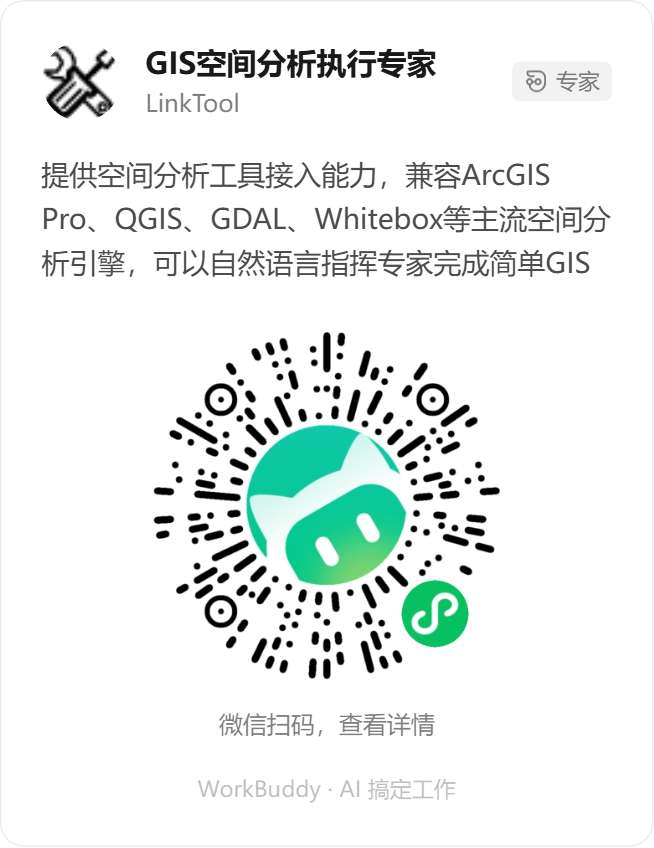 GIS空间分析执行专家
LinkTool
专家
提供空间分析工具接入能力，兼容ArcGIS
Pro、QGIS、GDAL、Whitebox等主流空间分
析引擎，可以自然语言指挥专家完成简单GIS
微信扫码，查看详情
WorkBuddy · AI 搞定工作